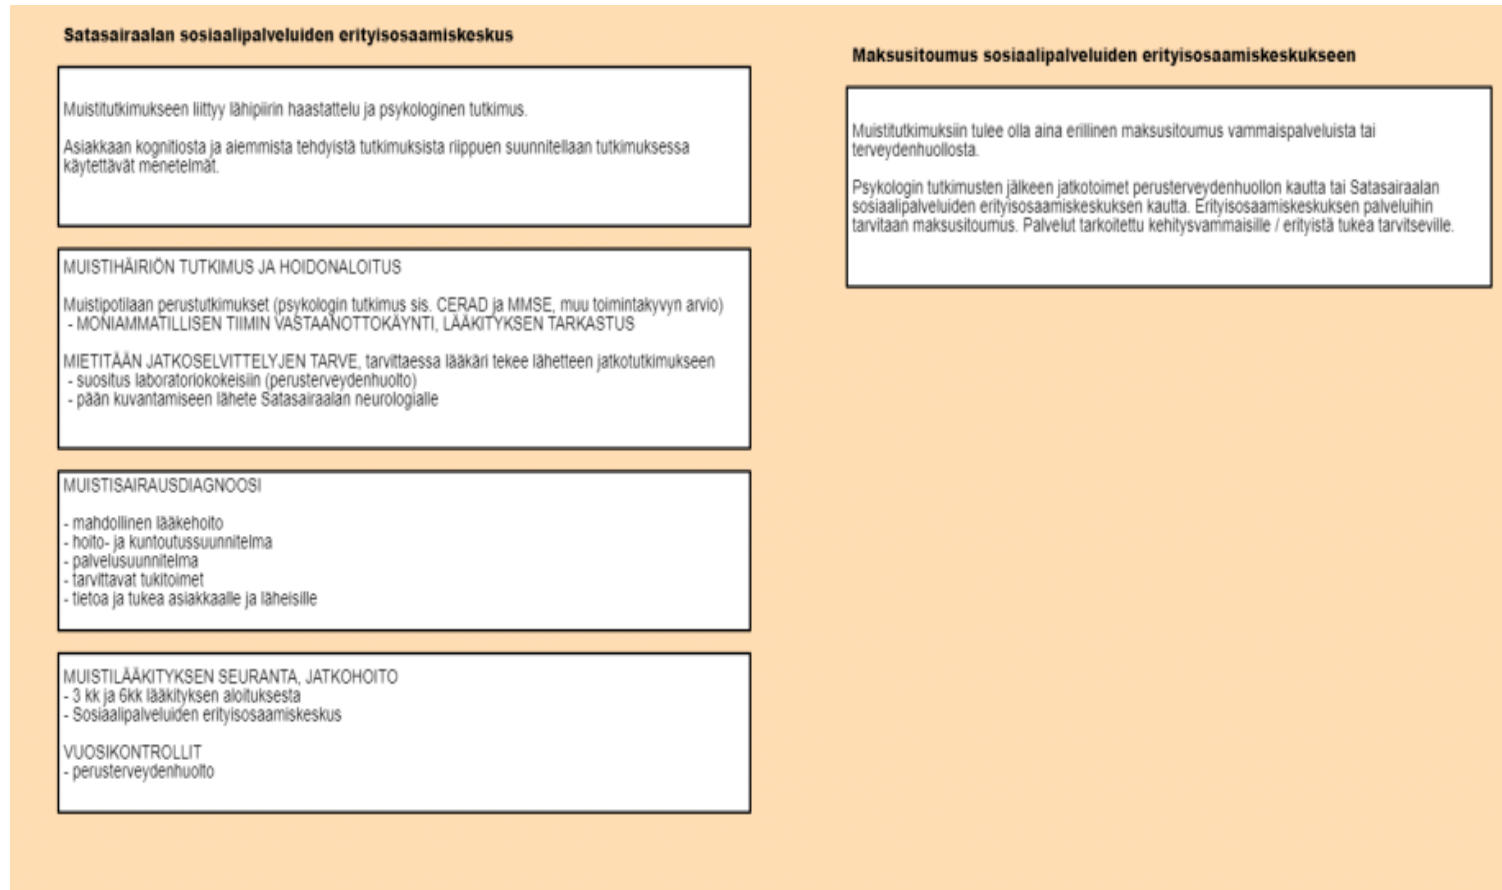 Satasairaalan sosiaalipalveluiden erityisosaamiskeskus
Muistitutkimukseen liittyy lähipiirin haastattelu ja psykologinen tutkimus.
Asiakkaan kognitiosta ja aiemmista tehdyistä tutkimuksista riippuen suunnitellaan tutkimuksessa
käytettävät menetelmät.
MUISTIHÄIRIÖN TUTKIMUS JA HOIDONALOITUS
Muistipotilaan perustutkimukset (psykologin tutkimus sis. CERAD ja MMSE, muu toimintakyvyn arvio)
- MONIAMMATILLISEN TIIMIN VASTAANOTTOKÄYNTI, LÄÄKITYKSEN TARKASTUS
MIETITÄÄN JATKOSELVITTELYJEN TARVE, tarvittaessa lääkäri tekee lähetteen jatkotutkimukseen
- suositus laboratoriokokeisiin (perusterveydenhuolto)
- pään kuvantamiseen lähete Satasairaalan neurologialle
MUISTISAIRAUSDIAGNOOSI
- mahdollinen lääkehoito
- hoito- ja kuntoutussuunnitelma
- palvelusuunnitelma
- tarvittavat tukitoimet
- tietoa ja tukea asiakkaalle ja läheisille
MUISTILÄÄKITYKSEN SEURANTA, JATKOHOITO
- 3 kk ja 6kk lääkityksen aloituksesta
- Sosiaalipalveluiden erityisosaamiskeskus
VUOSIKONTROLLIT
- perusterveydenhuolto
Maksusitoumus sosiaalipalveluiden erityisosaamiskeskukseen
Muistitutkimuksiin tulee olla aina erillinen maksusitoumus vammaispalveluista tai
terveydenhuollosta.
Psykologin tutkimusten jälkeen jatkotoimet perusterveydenhuollon kautta tai Satasairaalan
sosiaalipalveluiden erityisosaamiskeskuksen kautta. Erityisosaamiskeskuksen palveluihin
tarvitaan maksusitoumus. Palvelut tarkoitettu kehitysvammaisille / erityistä tukea tarvitseville.